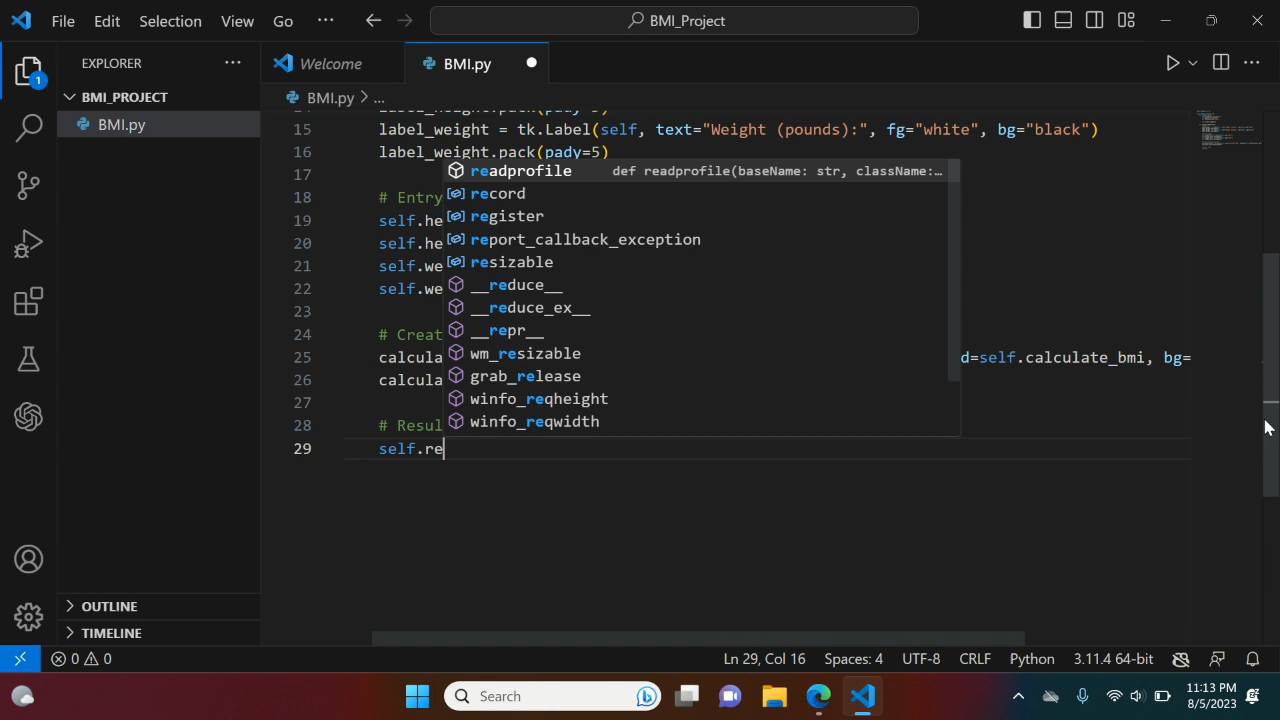 File Edit Selection View Go ··· BMI_Project
EXPLORER ··· Welcome BMI.py
BMI_PROJECT
BMI.py
BMI.py > ...
15 label_weight = tk.Label(self, text="Weight (pounds):", fg="white", bg="black")
16 label_weight.pack(pady=5)
17
18 # Entry
19 self.he
20 self.he
21 self.we
22 self.we
23
24 # Creat
25 calcula d=self.calculate_bmi, bg=
26 calcula
27
28 # Resul
29 self.re
readprofile def readprofile(baseName: str, className:…
record
register
report_callback_exception
resizable
__reduce__
__reduce_ex__
__repr__
wm_resizable
grab_release
winfo_reqheight
winfo_reqwidth
1
OUTLINE
TIMELINE
0 0 Ln 29, Col 16 Spaces: 4 UTF-8 CRLF Python 3.11.4 64-bit
Search
11:13 PM
8/5/2023